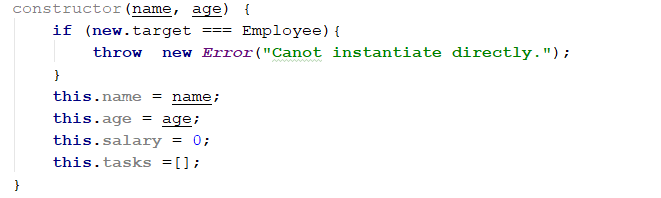 constructor(name, age) {
    if (new.target === Employee){
        throw  new Error("Canot instantiate directly.");
    }
    this.name = name;
    this.age = age;
    this.salary = 0;
    this.tasks =[];
}